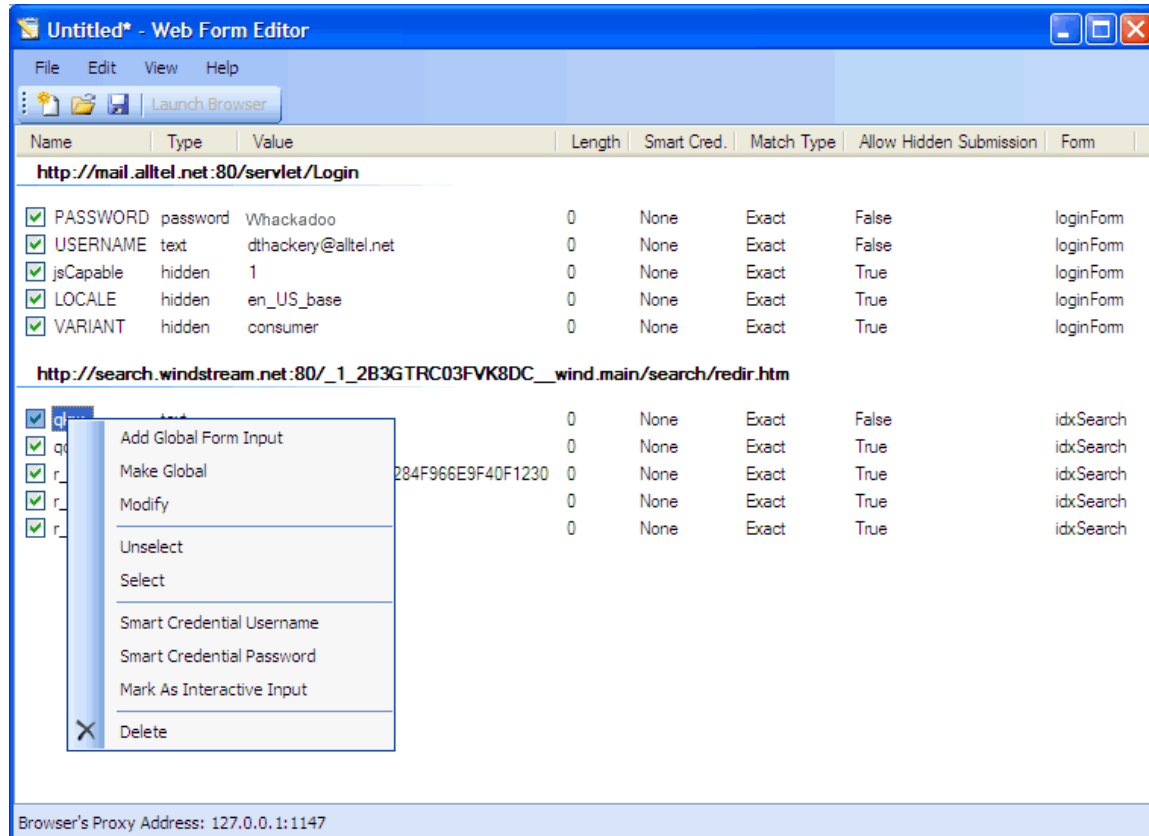 Untitled* - Web Form Editor
File Edit View Help
Launch Browser
Name Type Value Length Smart Cred. Match Type Allow Hidden Submission Form
http://mail.alltel.net:80/servlet/Login
PASSWORD password Whackadoo 0 None Exact False loginForm
USERNAME text dthackery@alltel.net 0 None Exact False loginForm
jsCapable hidden 1 0 None Exact True loginForm
LOCALE hidden en_US_base 0 None Exact True loginForm
VARIANT hidden consumer 0 None Exact True loginForm
http://search.windstream.net:80/_1_2B3GTRC03FVK8DC__wind.main/search/redir.htm
0 None Exact False idxSearch
0 None Exact True idxSearch
r_ 284F966E9F40F1230 0 None Exact True idxSearch
r_ 0 None Exact True idxSearch
r_ 0 None Exact True idxSearch
Add Global Form Input
Make Global
Modify
Unselect
Select
Smart Credential Username
Smart Credential Password
Mark As Interactive Input
Delete
Browser's Proxy Address: 127.0.0.1:1147